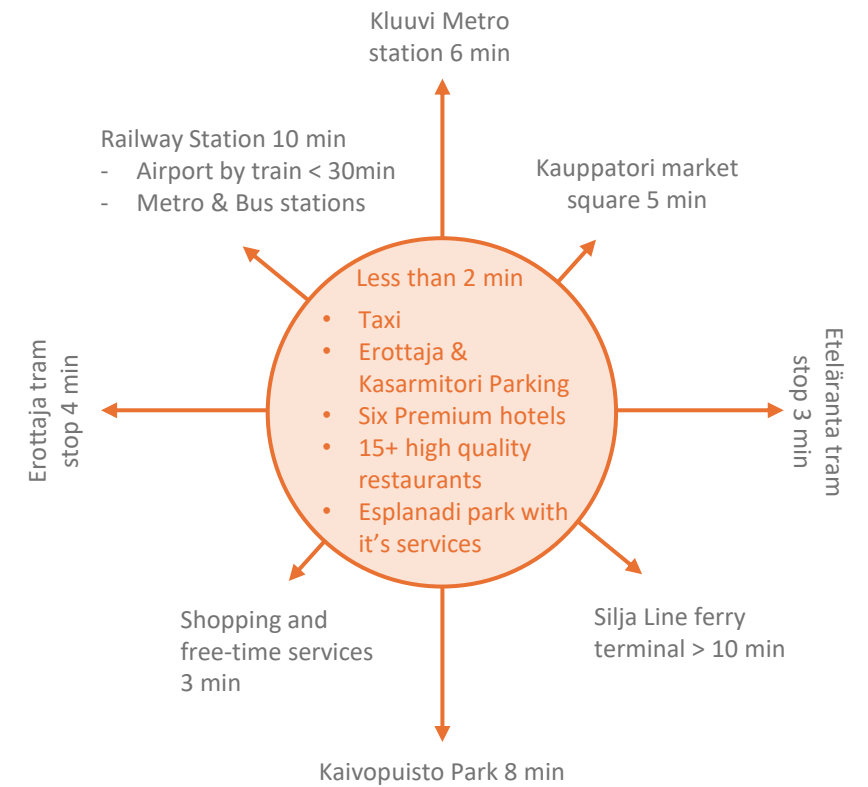 Kluuvi Metro
station 6 min
Railway Station 10 min
- Airport by train < 30min
- Metro & Bus stations
Kauppatori market
square 5 min
Less than 2 min
• Taxi
• Erottaja &
Kasarmitori Parking
• Six Premium hotels
• 15+ high quality
restaurants
• Esplanadi park with
it's services
Erottaja tram
stop 4 min
Eteläranta tram
stop 3 min
Shopping and
free-time services
3 min
Silja Line ferry
terminal > 10 min
Kaivopuisto Park 8 min